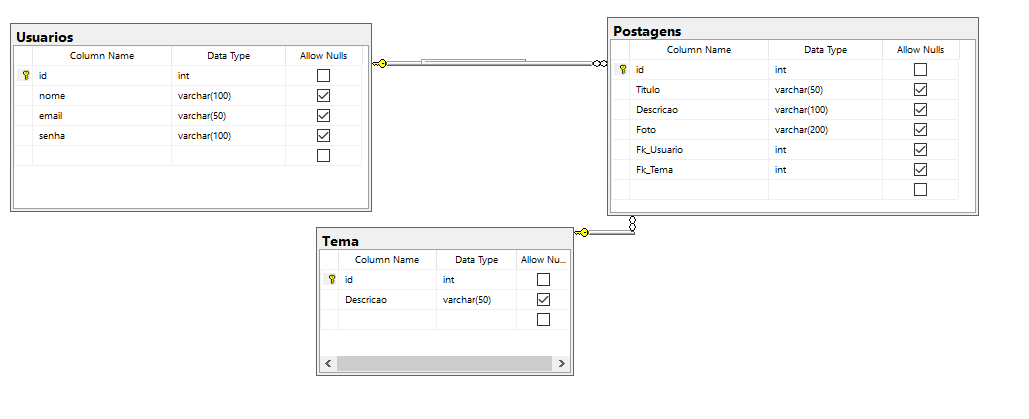 Usuarios
Column Name Data Type Allow Nulls
id int
nome varchar(100)
email varchar(50)
senha varchar(100)
Postagens
Column Name Data Type Allow Nulls
id int
Titulo varchar(50)
Descricao varchar(100)
Foto varchar(200)
Fk_Usuario int
Fk_Tema int
Tema
Column Name Data Type Allow Nu...
id int
Descricao varchar(50)